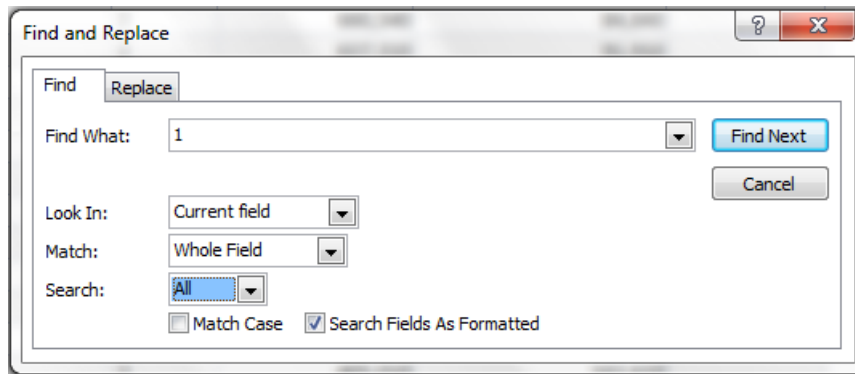 Find and Replace
Find Replace
Find What: 1 Find Next
Cancel
Look In: Current field
Match: Whole Field
Search: All
Match Case Search Fields As Formatted